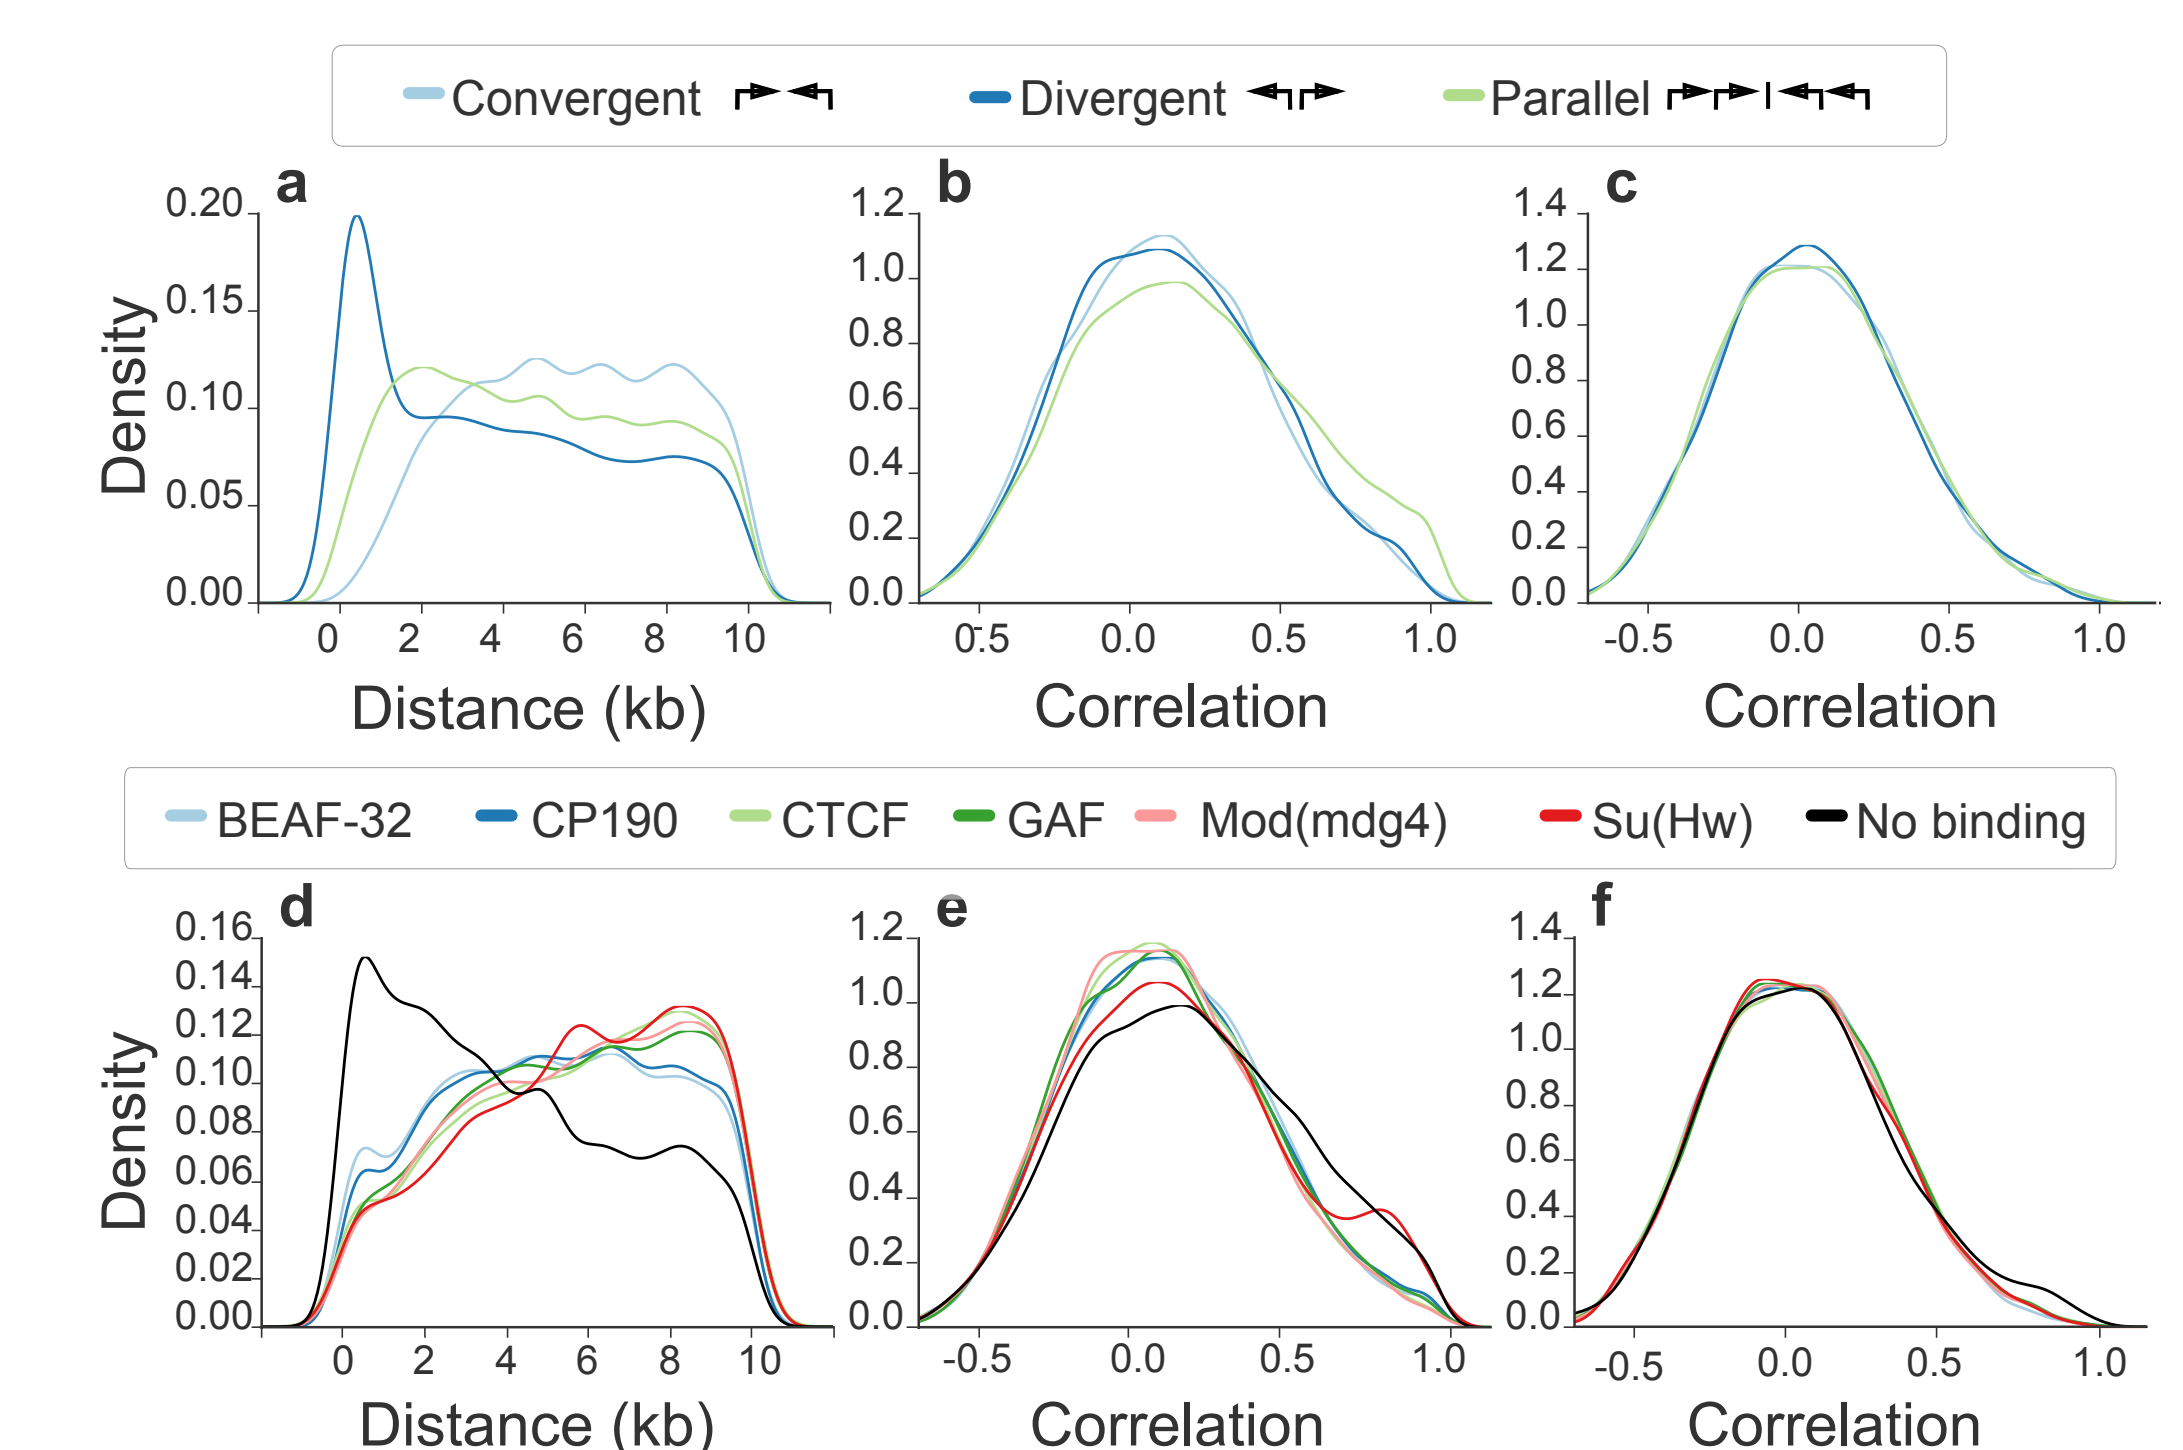 Convergent Divergent Parallel
a b c
Density
0.20
0.15
0.10
0.05
0.00
0 2 4 6 8 10
Distance (kb)
1.2
1.0
0.8
0.6
0.4
0.2
0.0
0.5 0.0 0.5 1.0
Correlation
1.4
1.2
1.0
0.8
0.6
0.4
0.2
0.0
-0.5 0.0 0.5 1.0
Correlation
BEAF-32 CP190 CTCF GAF Mod(mdg4) Su(Hw) No binding
d e f
Density
0.16
0.14
0.12
0.10
0.08
0.06
0.04
0.02
0.00
0 2 4 6 8 10
Distance (kb)
1.2
1.0
0.8
0.6
0.4
0.2
0.0
-0.5 0.0 0.5 1.0
Correlation
1.4
1.2
1.0
0.8
0.6
0.4
0.2
0.0
-0.5 0.0 0.5 1.0
Correlation